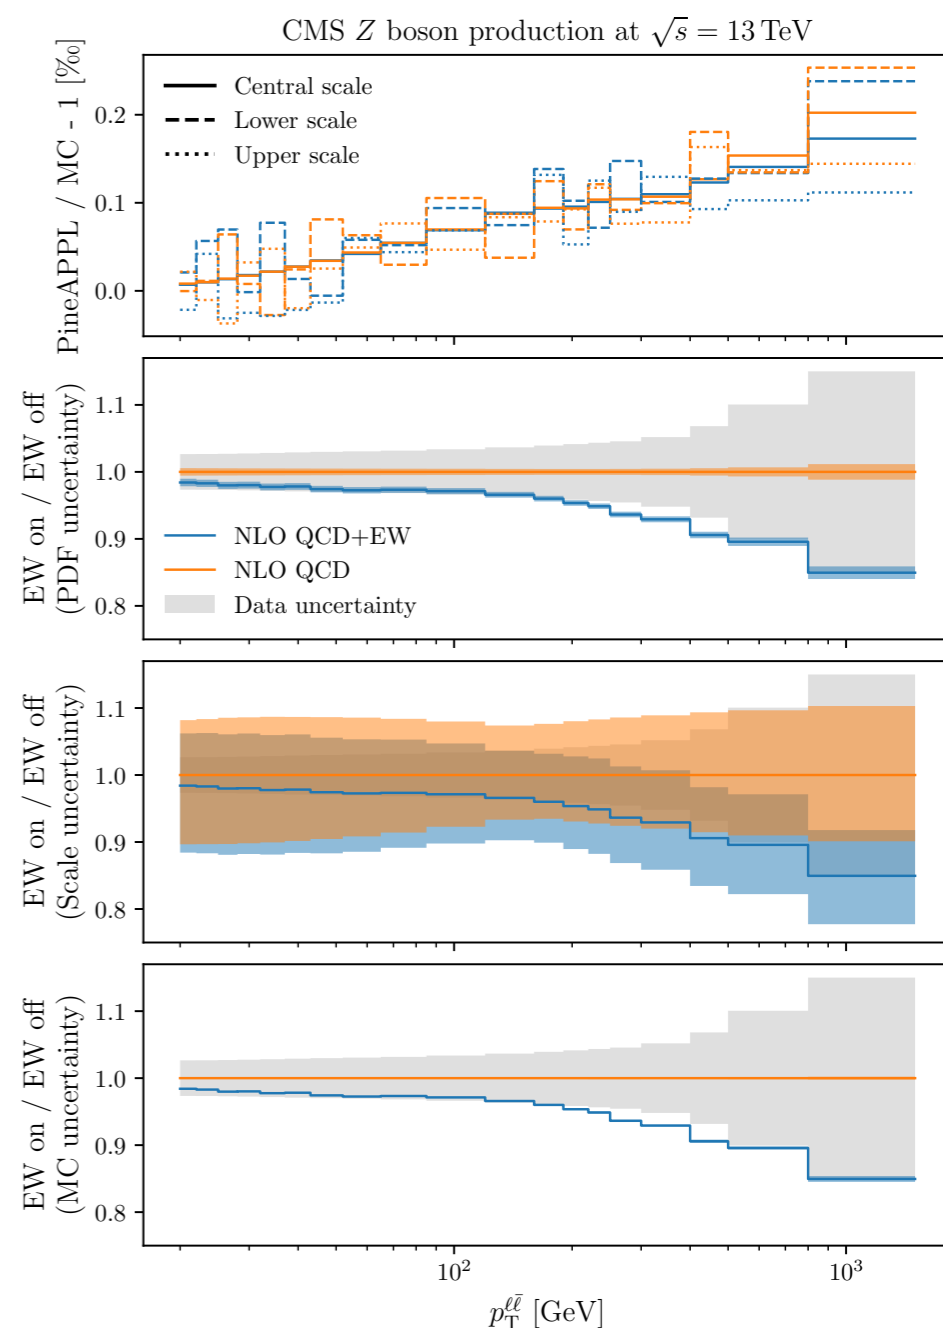 CMS Z boson production at √s = 13 TeV
PineAPPL / MC - 1 [‰]
0.2
0.1
0.0
Central scale
Lower scale
Upper scale
EW on / EW off
(PDF uncertainty)
1.1
1.0
0.9
0.8
NLO QCD+EW
NLO QCD
Data uncertainty
EW on / EW off
(Scale uncertainty)
1.1
1.0
0.9
0.8
EW on / EW off
(MC uncertainty)
1.1
1.0
0.9
0.8
10²
10³
p_T^{ℓℓ̄} [GeV]